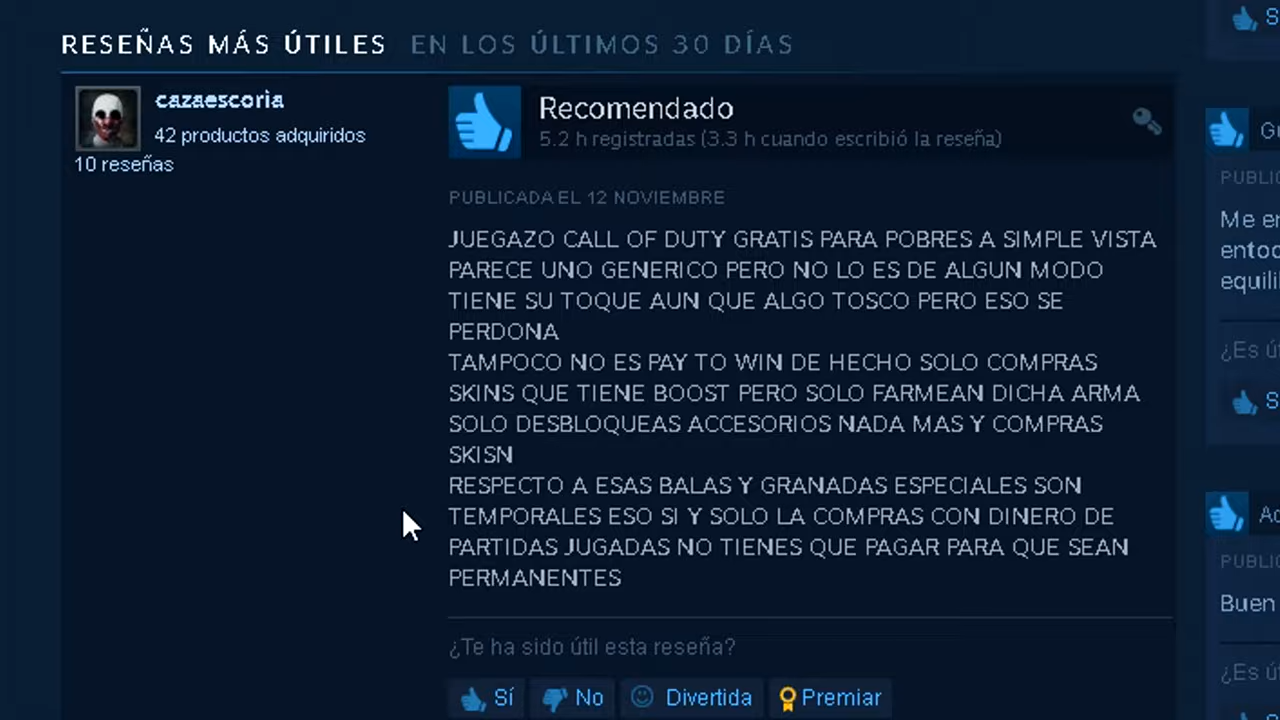 RESEÑAS MÁS ÚTILES EN LOS ÚLTIMOS 30 DÍAS
cazaescoria
42 productos adquiridos
10 reseñas
Recomendado
5.2 h registradas (3.3 h cuando escribió la reseña)
PUBLICADA EL 12 NOVIEMBRE
JUEGAZO CALL OF DUTY GRATIS PARA POBRES A SIMPLE VISTA
PARECE UNO GENERICO PERO NO LO ES DE ALGUN MODO
TIENE SU TOQUE AUN QUE ALGO TOSCO PERO ESO SE
PERDONA
TAMPOCO NO ES PAY TO WIN DE HECHO SOLO COMPRAS
SKINS QUE TIENE BOOST PERO SOLO FARMEAN DICHA ARMA
SOLO DESBLOQUEAS ACCESORIOS NADA MAS Y COMPRAS
SKISN
RESPECTO A ESAS BALAS Y GRANADAS ESPECIALES SON
TEMPORALES ESO SI Y SOLO LA COMPRAS CON DINERO DE
PARTIDAS JUGADAS NO TIENES QUE PAGAR PARA QUE SEAN
PERMANENTES
¿Te ha sido útil esta reseña?
Sí No Divertida Premiar
Me
¿Es
Buen
¿Es